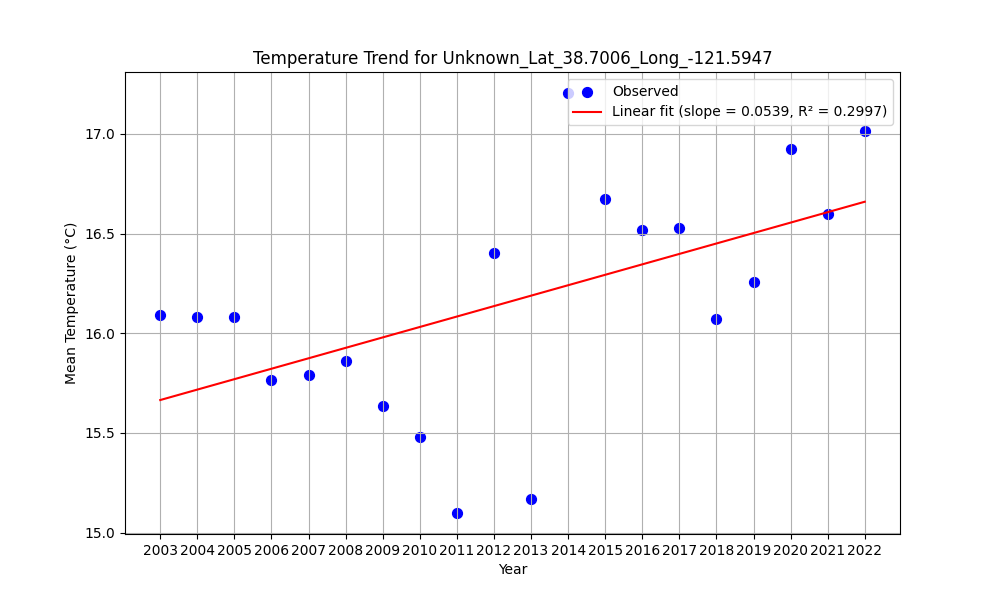 Temperature Trend for Unknown_Lat_38.7006_Long_-121.5947
Observed
Linear fit (slope = 0.0539, R² = 0.2997)
Mean Temperature (°C)
17.0
16.5
16.0
15.5
15.0
2003 2004 2005 2006 2007 2008 2009 2010 2011 2012 2013 2014 2015 2016 2017 2018 2019 2020 2021 2022
Year